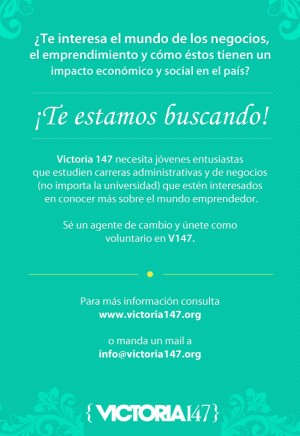 ¿Te interesa el mundo de los negocios,
el emprendimiento y cómo éstos tienen un
impacto económico y social en el país?
¡Te estamos buscando!
Victoria 147 necesita jóvenes entusiastas
que estudien carreras administrativas y de negocios
(no importa la universidad) que estén interesados
en conocer más sobre el mundo emprendedor.
Sé un agente de cambio y únete como
voluntario en V147.
Para más información consulta
www.victoria147.org
o manda un mail a
info@victoria147.org
{VICTORIA147}